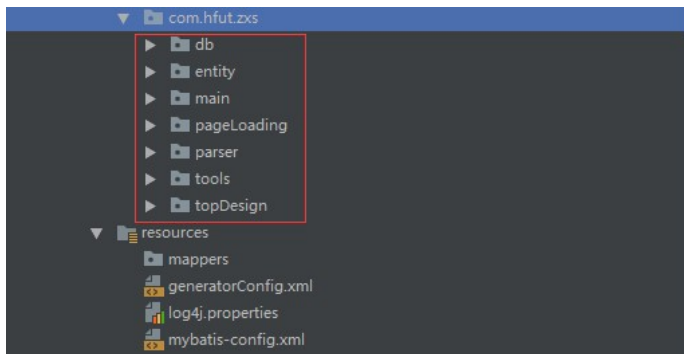 com.hfut.zxs
db
entity
main
pageLoading
parser
tools
topDesign
resources
mappers
generatorConfig.xml
log4j.properties
mybatis-config.xml